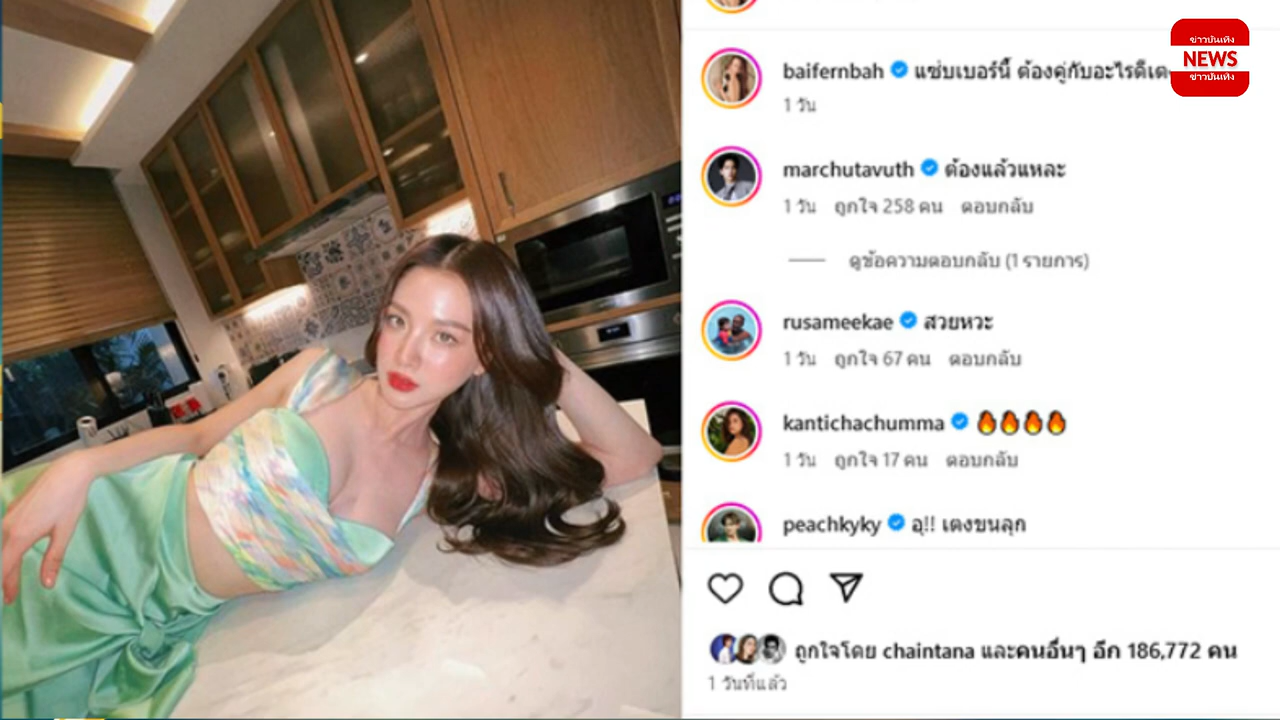 ข่าวบันเทิง
NEWS
ข่าวบันเทิง
baifernbah แซ่บเบอร์นี้ ต้องคู่กับอะไรดีเตง
1 วัน
marchutavuth ต้องแล้วแหละ
1 วัน ถูกใจ 258 คน ตอบกลับ
ดูข้อความตอบกลับ (1 รายการ)
rusameekae สวยหวะ
1 วัน ถูกใจ 67 คน ตอบกลับ
kantichachumma 🔥🔥🔥🔥
1 วัน ถูกใจ 17 คน ตอบกลับ
peachkyky อุ!! เตงขนลุก
ถูกใจโดย chaintana และคนอื่นๆ อีก 186,772 คน
1 วันที่แล้ว